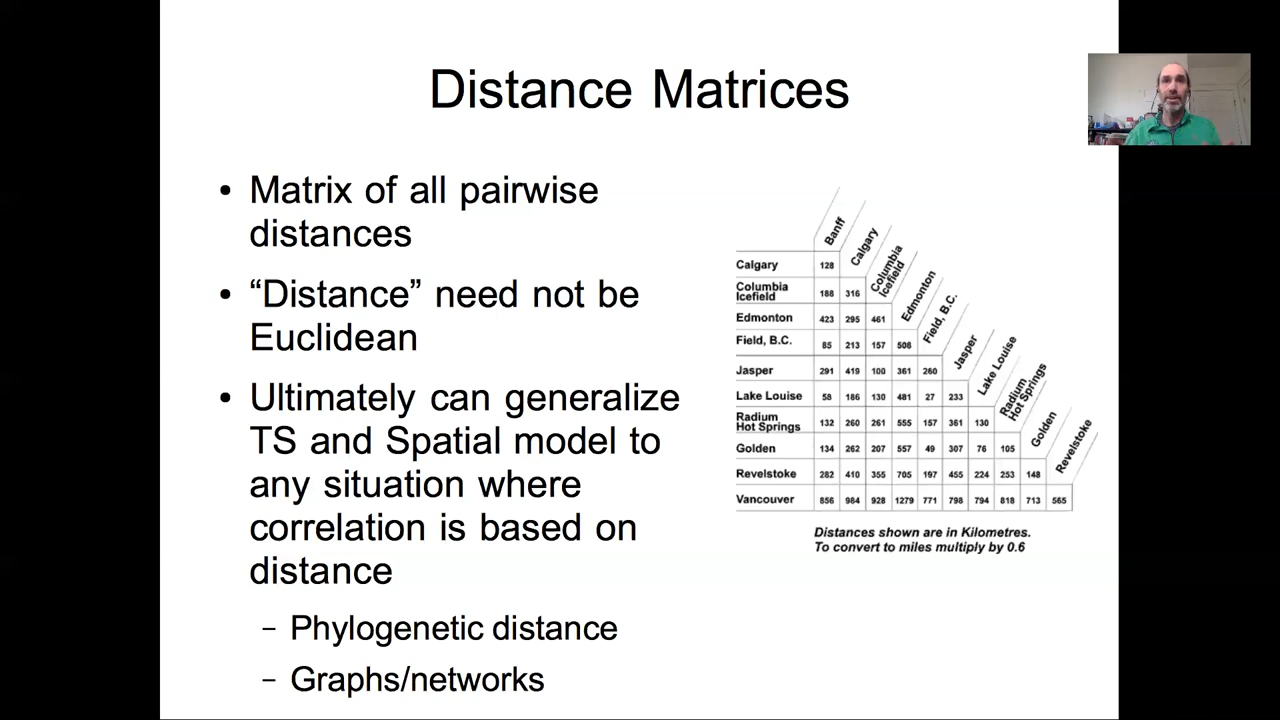 Distance Matrices
• Matrix of all pairwise
distances
• “Distance” need not be
Euclidean
• Ultimately can generalize
TS and Spatial model to
any situation where
correlation is based on
distance
– Phylogenetic distance
– Graphs/networks
Banff
Calgary
Columbia
Icefield
Edmonton
Field, B.C.
Jasper
Lake Louise
Radium
Hot Springs
Golden
Revelstoke
Calgary 128
Columbia
Icefield 188 316
Edmonton 423 295 461
Field, B.C. 85 213 157 508
Jasper 291 419 100 361 260
Lake Louise 58 186 130 481 27 233
Radium
Hot Springs 132 260 261 555 157 361 130
Golden 134 262 207 557 49 307 76 105
Revelstoke 282 410 355 705 197 455 224 253 148
Vancouver 856 984 928 1279 771 798 794 818 713 565
Distances shown are in Kilometres.
To convert to miles multiply by 0.6